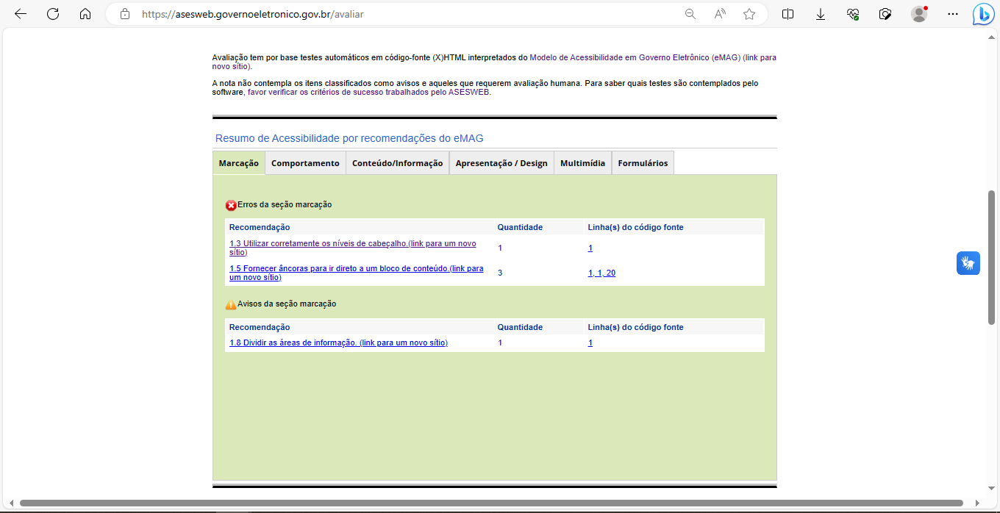 https://asesweb.governoeletronico.gov.br/avaliar
Avaliação tem por base testes automáticos em código-fonte (X)HTML interpretados do Modelo de Acessibilidade em Governo Eletrônico (eMAG) (link para
novo sítio).
A nota não contempla os itens classificados como avisos e aqueles que requerem avaliação humana. Para saber quais testes são contemplados pelo
software, favor verificar os critérios de sucesso trabalhados pelo ASESWEB.
Resumo de Acessibilidade por recomendações do eMAG
Marcação Comportamento Conteúdo/Informação Apresentação / Design Multimídia Formulários
Erros da seção marcação
Recomendação Quantidade Linha(s) do código fonte
1.3 Utilizar corretamente os níveis de cabeçalho.(link para um novo
sítio) 1 1
1.5 Fornecer âncoras para ir direto a um bloco de conteúdo.(link para
um novo sítio) 3 1, 1, 20
Avisos da seção marcação
Recomendação Quantidade Linha(s) do código fonte
1.8 Dividir as áreas de informação. (link para um novo sítio) 1 1